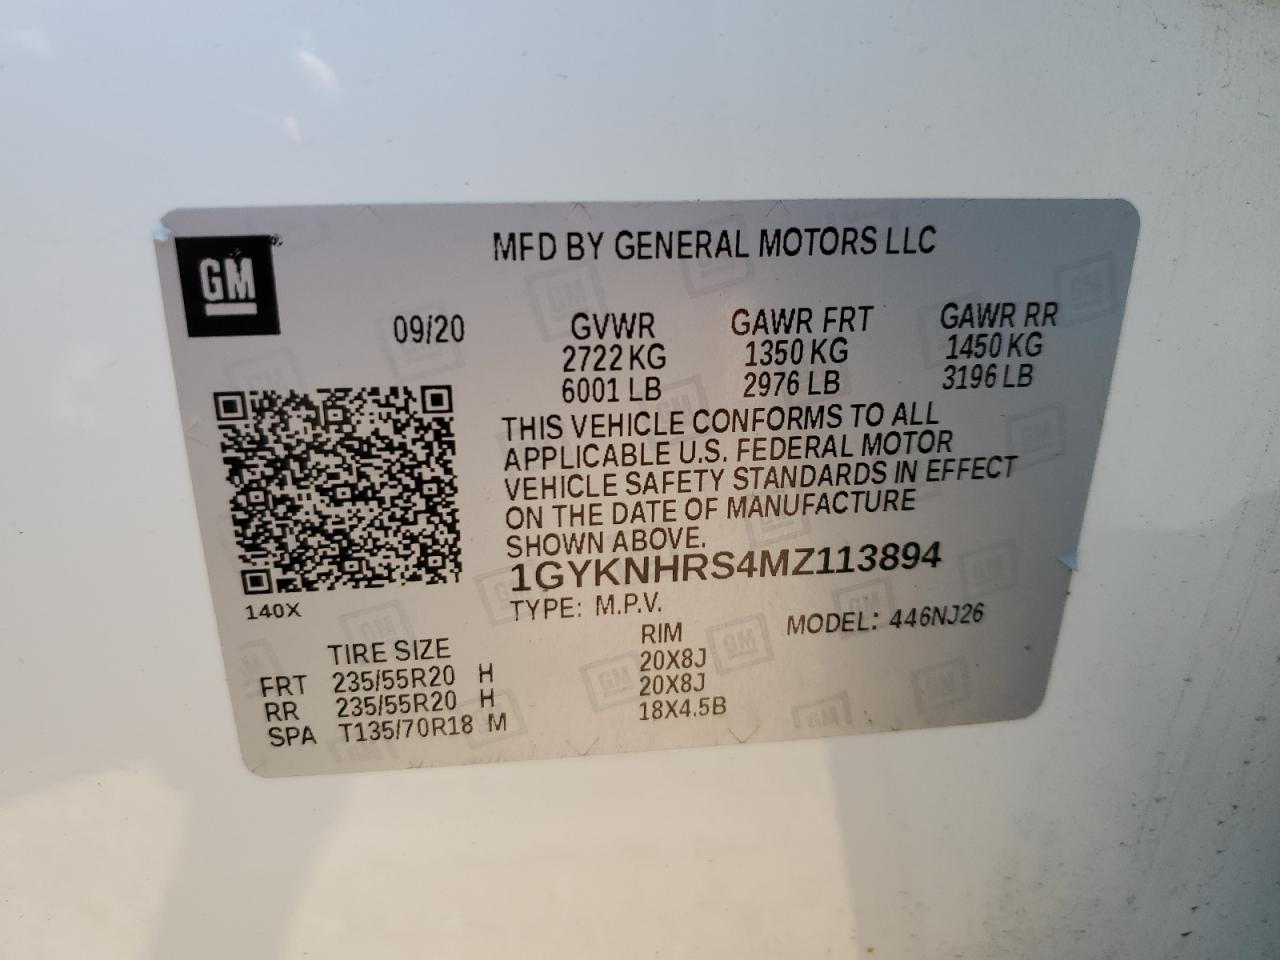 GM
MFD BY GENERAL MOTORS LLC
09/20 GVWR GAWR FRT GAWR RR
2722 KG 1350 KG 1450 KG
6001 LB 2976 LB 3196 LB
THIS VEHICLE CONFORMS TO ALL
APPLICABLE U.S. FEDERAL MOTOR
VEHICLE SAFETY STANDARDS IN EFFECT
ON THE DATE OF MANUFACTURE
SHOWN ABOVE.
1GYKNHRS4MZ113894
140X
TYPE: M.P.V. MODEL: 446NJ26
TIRE SIZE RIM
FRT 235/55R20 H 20X8J
RR 235/55R20 H 20X8J
SPA T135/70R18 M 18X4.5B